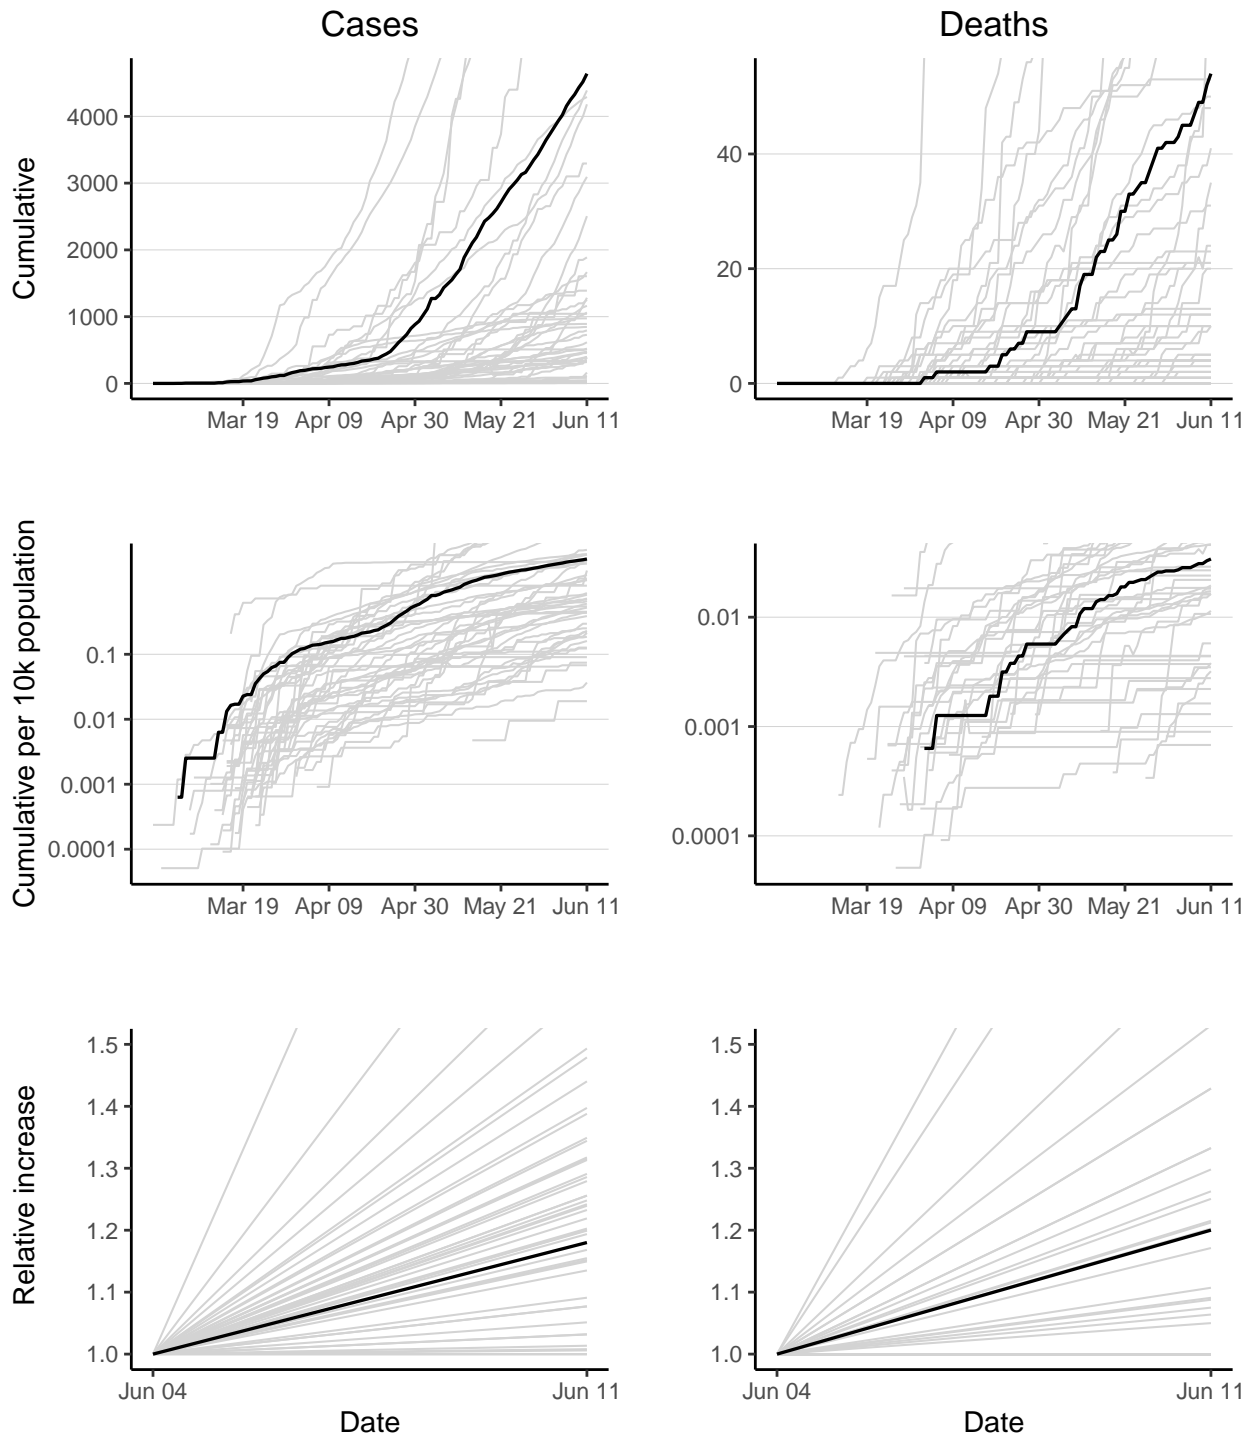 Cases
Deaths
Cumulative
4000
3000
2000
1000
0
Mar 19 Apr 09 Apr 30 May 21 Jun 11
40
20
0
Mar 19 Apr 09 Apr 30 May 21 Jun 11
Cumulative per 10k population
0.1
0.01
0.001
0.0001
Mar 19 Apr 09 Apr 30 May 21 Jun 11
0.01
0.001
0.0001
Mar 19 Apr 09 Apr 30 May 21 Jun 11
Relative increase
1.5
1.4
1.3
1.2
1.1
1.0
Jun 04 Jun 11
Date
1.5
1.4
1.3
1.2
1.1
1.0
Jun 04 Jun 11
Date